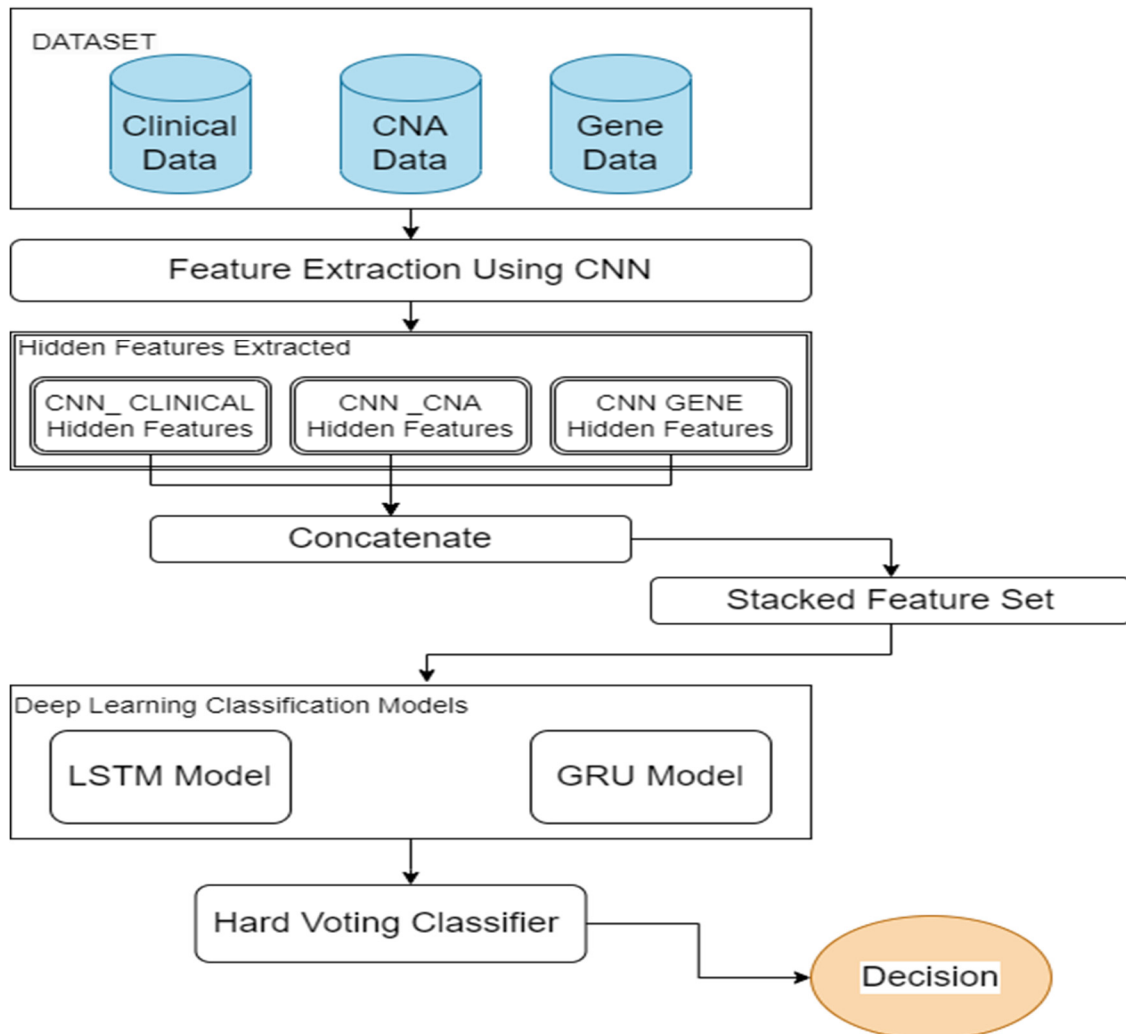 DATASET
Clinical
Data
CNA
Data
Gene
Data
Feature Extraction Using CNN
Hidden Features Extracted
CNN_ CLINICAL
Hidden Features
CNN _CNA
Hidden Features
CNN GENE
Hidden Features
Concatenate
Stacked Feature Set
Deep Learning Classification Models
LSTM Model
GRU Model
Hard Voting Classifier
Decision